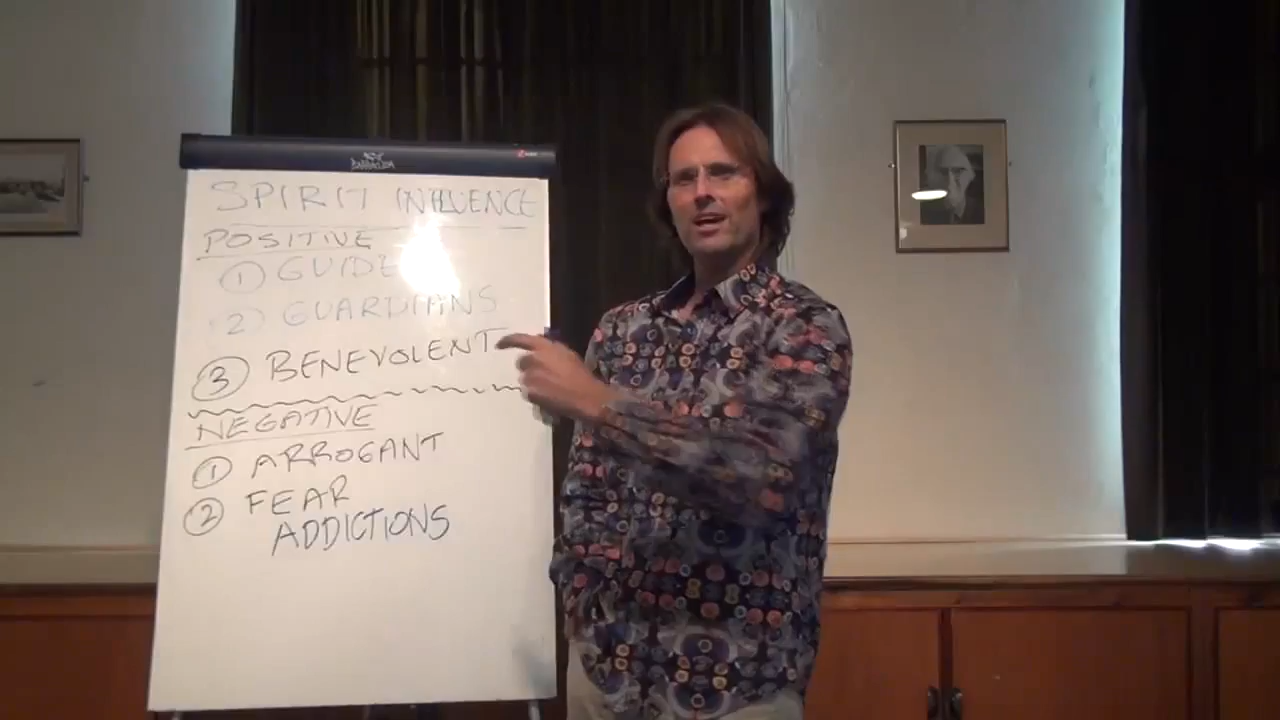 SPIRIT INFLUENCE
POSITIVE
① GUIDE
② GUARDIANS
③ BENEVOLENT
NEGATIVE
① ARROGANT
② FEAR
ADDICTIONS